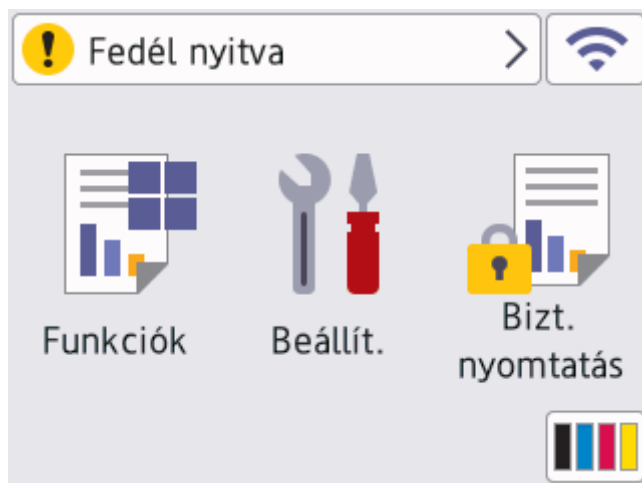 Fedél nyitva
Funkciók
Beállít.
Bizt.
nyomtatás